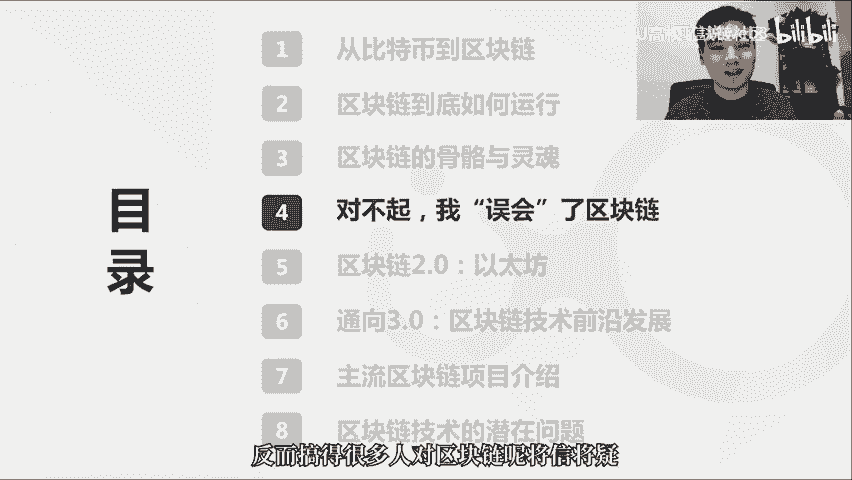 目录
1 从比特币到区块链
2 区块链到底如何运行
3 区块链的骨骼与灵魂
4 对不起，我“误会”了区块链
5 区块链2.0：以太坊
6 通向3.0：区块链技术前沿发展
7 主流区块链项目介绍
8 区块链技术的潜在问题
反而搞得很多人对区块链呢将信将疑
bilibili